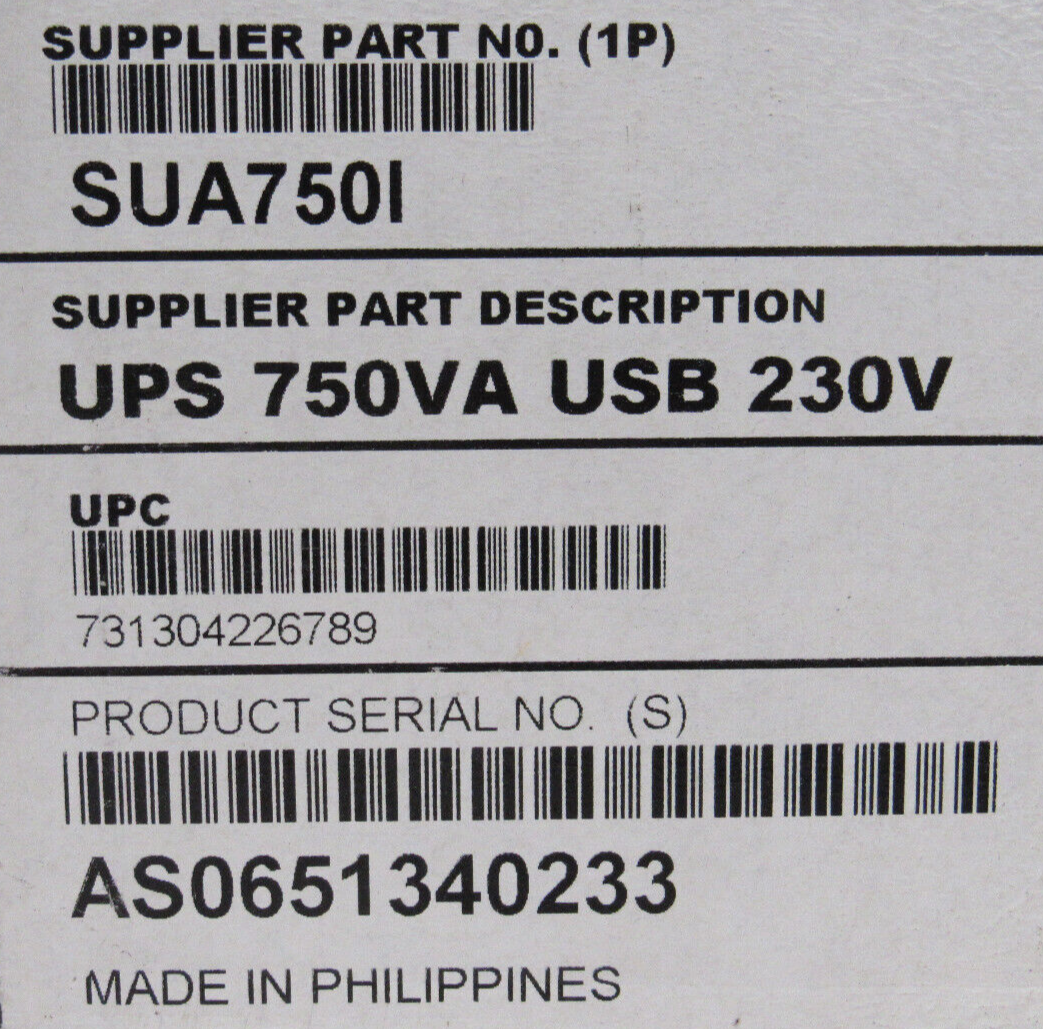 SUPPLIER PART NO. (1P)
SUA750I
SUPPLIER PART DESCRIPTION
UPS 750VA USB 230V
UPC
731304226789
PRODUCT SERIAL NO. (S)
AS0651340233
MADE IN PHILIPPINES